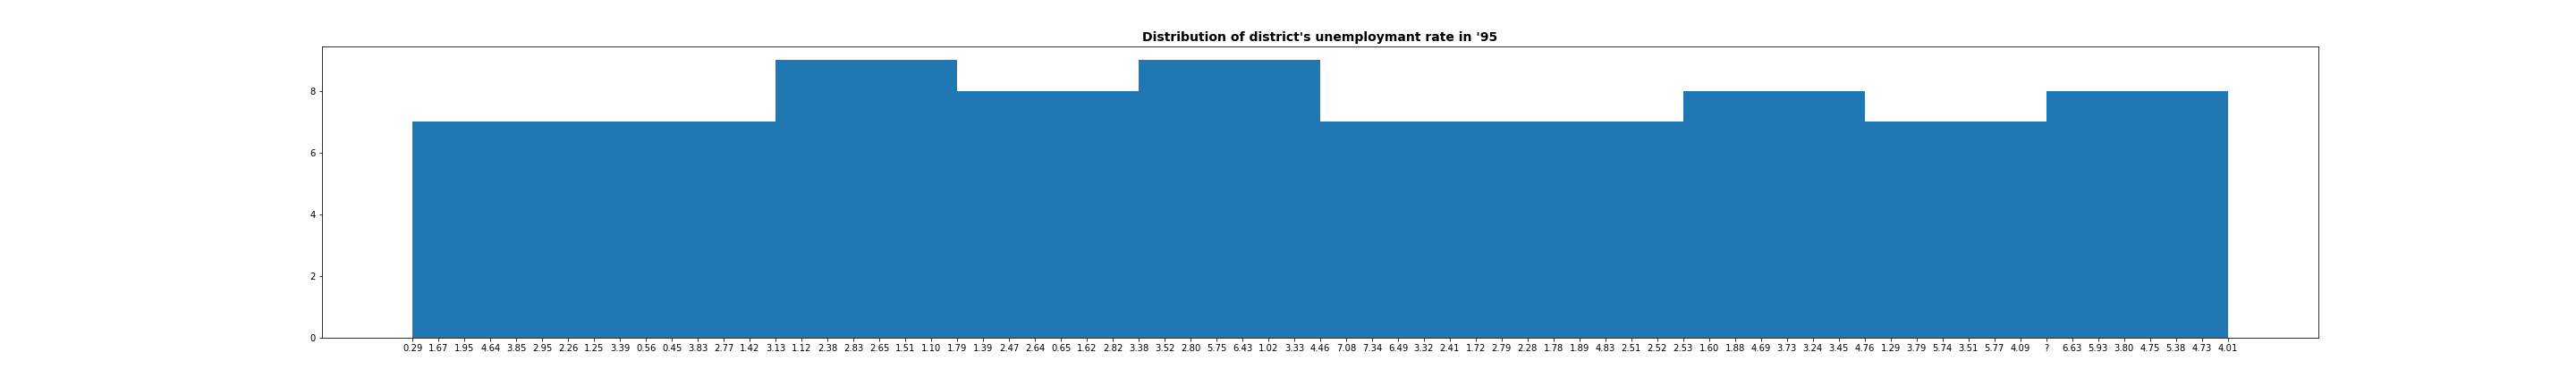 Distribution of district's unemploymant rate in '95
8
6
4
2
0
0.29 1.67 1.95 4.64 3.85 2.95 2.26 1.25 3.39 0.56 0.45 3.83 2.77 1.42 3.13 1.12 2.38 2.83 2.65 1.51 1.10 1.79 1.39 2.47 2.64 0.65 1.62 2.82 3.38 3.52 2.80 5.75 6.43 1.02 3.33 4.46 7.08 7.34 6.49 3.32 2.41 1.72 2.79 2.28 1.78 1.89 4.83 2.51 2.52 2.53 1.60 1.88 4.69 3.73 3.24 3.45 4.76 1.29 3.79 5.74 3.51 5.77 4.09 ? 6.63 5.93 3.80 4.75 5.38 4.73 4.01